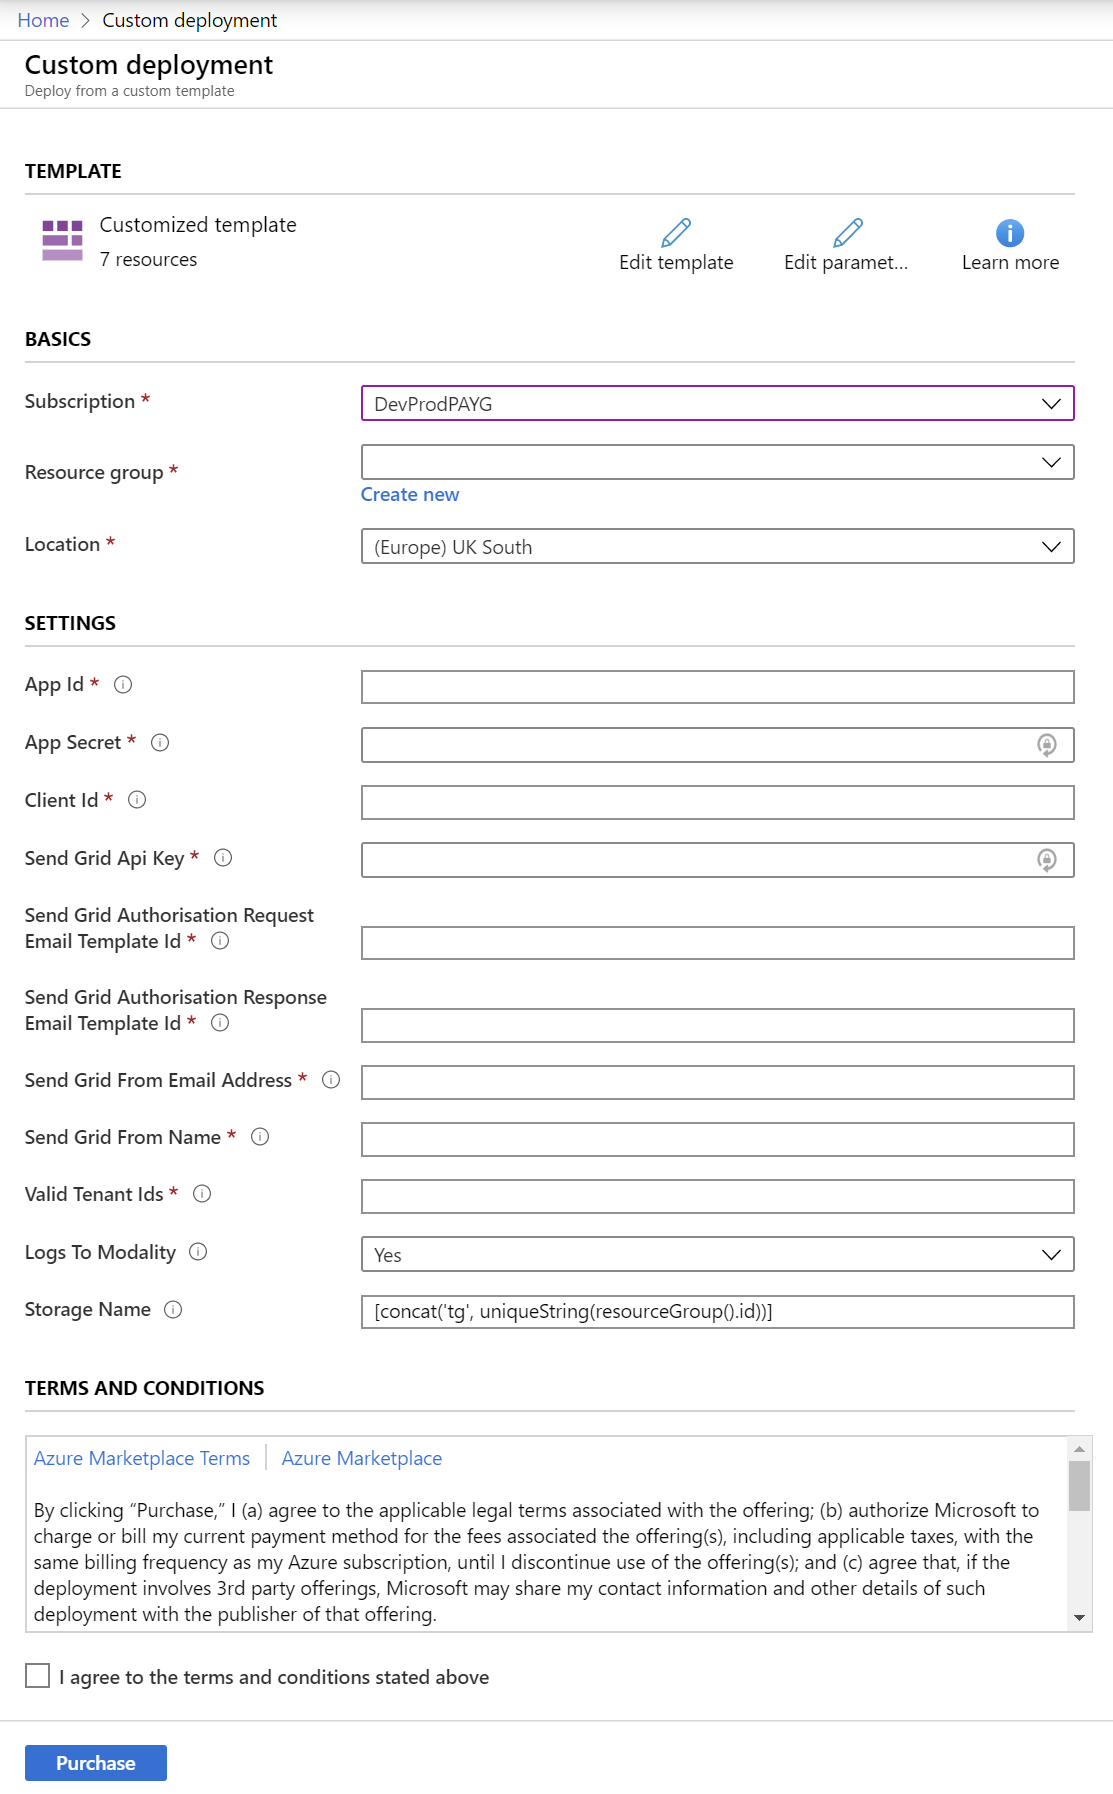 Home > Custom deployment
Custom deployment
Deploy from a custom template
TEMPLATE
Customized template
7 resources
Edit template
Edit paramet...
Learn more
BASICS
Subscription *
DevProdPAYG
Resource group *
Create new
Location *
(Europe) UK South
SETTINGS
App Id *
App Secret *
Client Id *
Send Grid Api Key *
Send Grid Authorisation Request
Email Template Id *
Send Grid Authorisation Response
Email Template Id *
Send Grid From Email Address *
Send Grid From Name *
Valid Tenant Ids *
Logs To Modality
Yes
Storage Name
[concat('tg', uniqueString(resourceGroup().id))]
TERMS AND CONDITIONS
Azure Marketplace Terms | Azure Marketplace
By clicking “Purchase,” I (a) agree to the applicable legal terms associated with the offering; (b) authorize Microsoft to
charge or bill my current payment method for the fees associated the offering(s), including applicable taxes, with the
same billing frequency as my Azure subscription, until I discontinue use of the offering(s); and (c) agree that, if the
deployment involves 3rd party offerings, Microsoft may share my contact information and other details of such
deployment with the publisher of that offering.
I agree to the terms and conditions stated above
Purchase